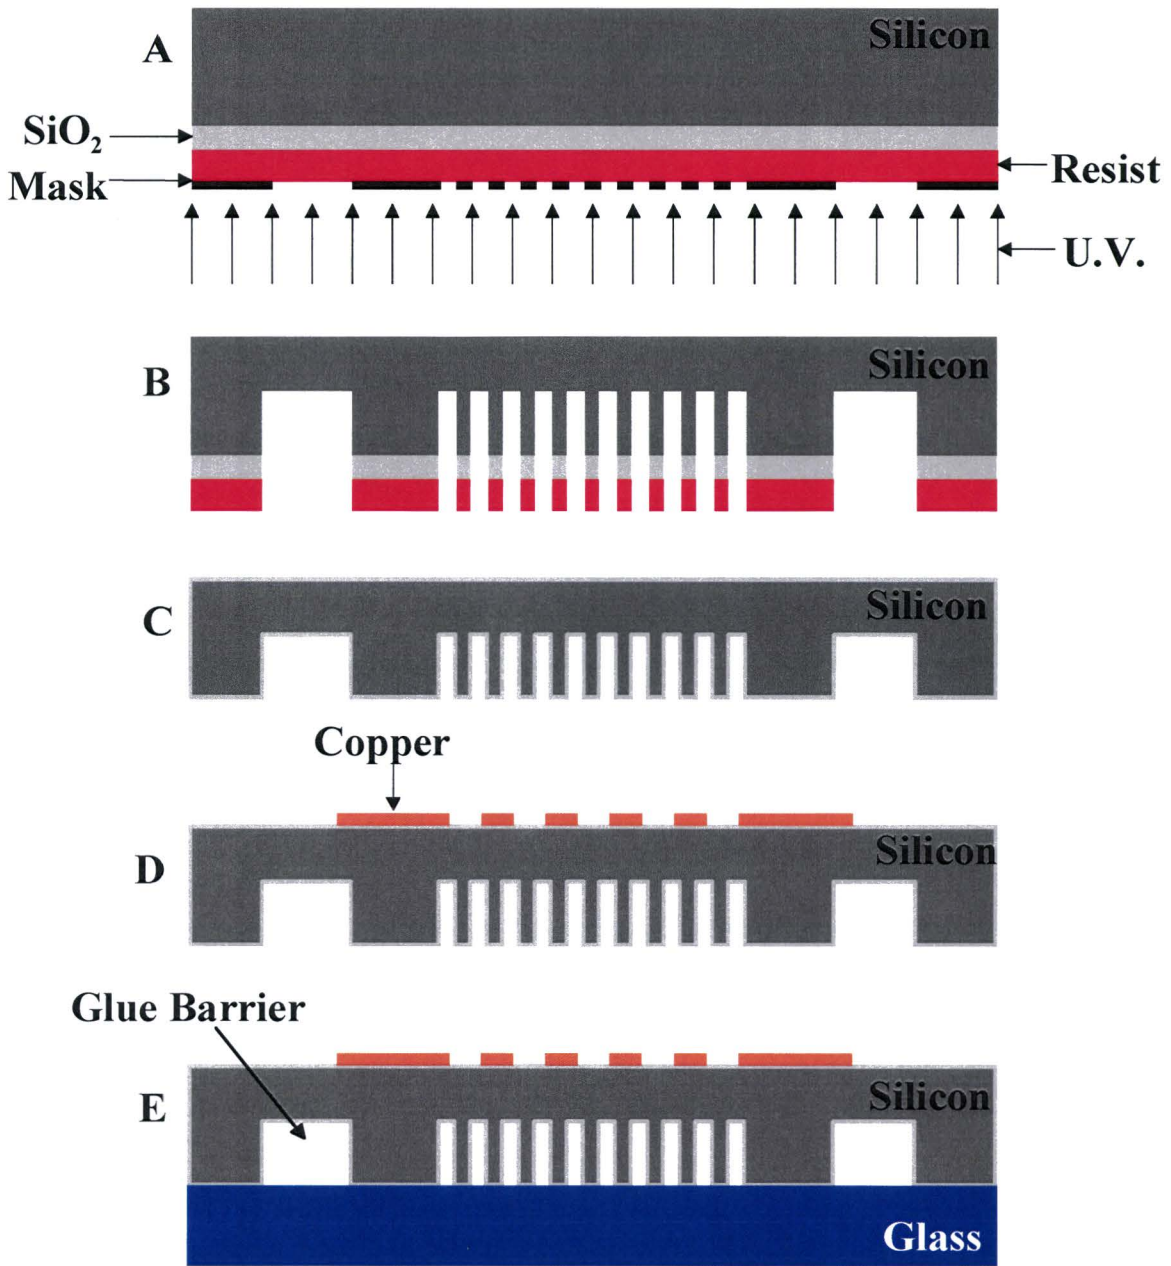 A
Silicon
SiO₂
Mask
Resist
U.V.
B
Silicon
C
Silicon
Copper
D
Silicon
Glue Barrier
E
Silicon
Glass